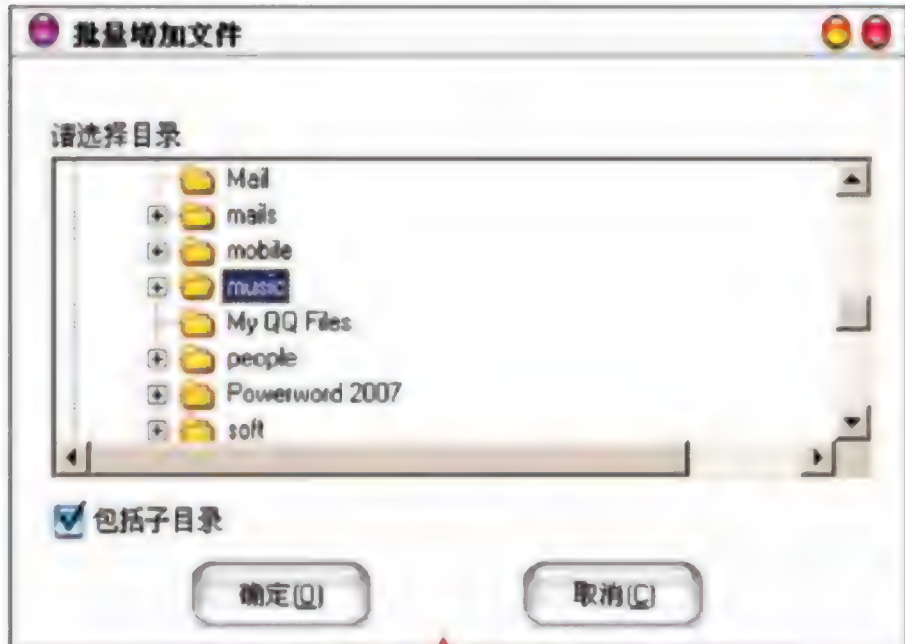 批量增加文件
请选择目录
Mail
mails
mobile
music
My QQ Files
people
Powerword 2007
soft
包括子目录
确定(O) 取消(C)